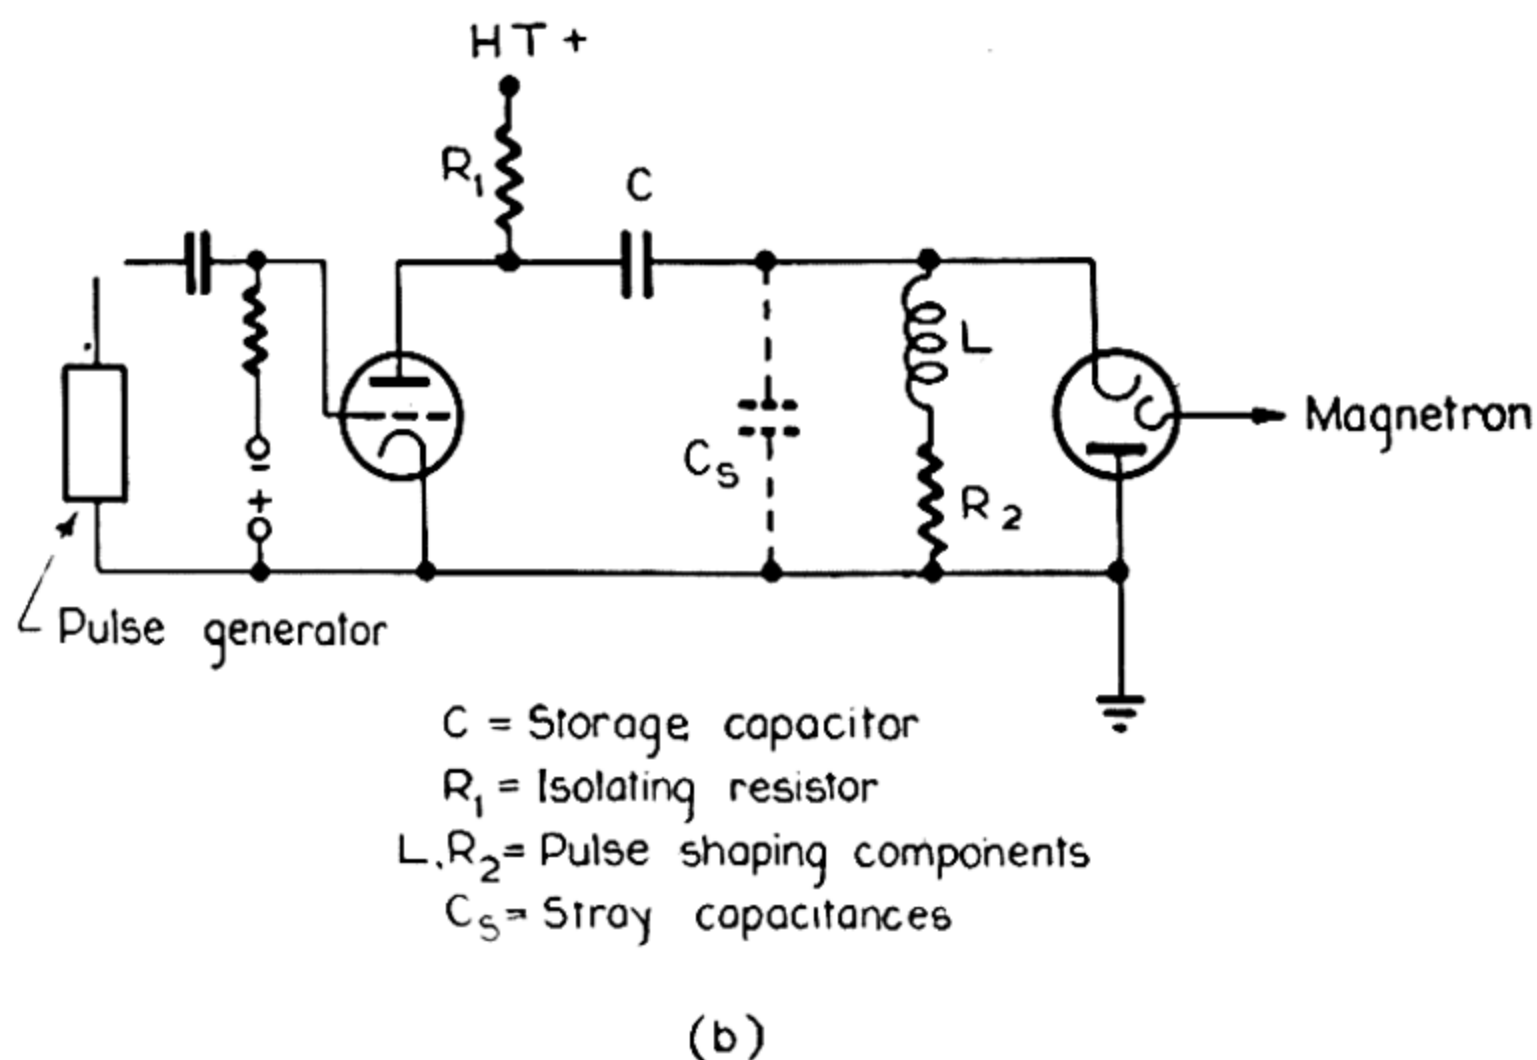 HT +
R₁
C
L
Magnetron
Cₛ
R₂
−
+
Pulse generator
C = Storage capacitor
R₁ = Isolating resistor
L,R₂= Pulse shaping components
Cₛ= Stray capacitances
(b)